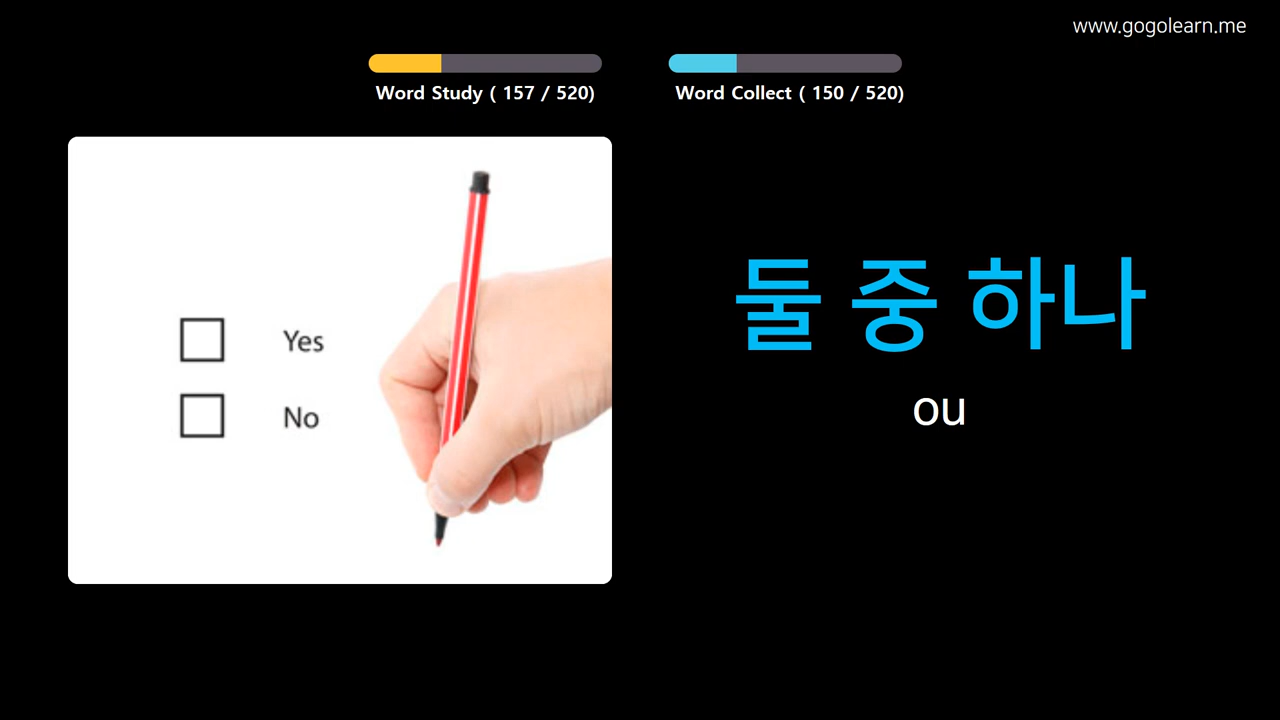 www.gogolearn.me
Word Study ( 157 / 520)
Word Collect ( 150 / 520)
Yes
No
둘 중 하나
ou